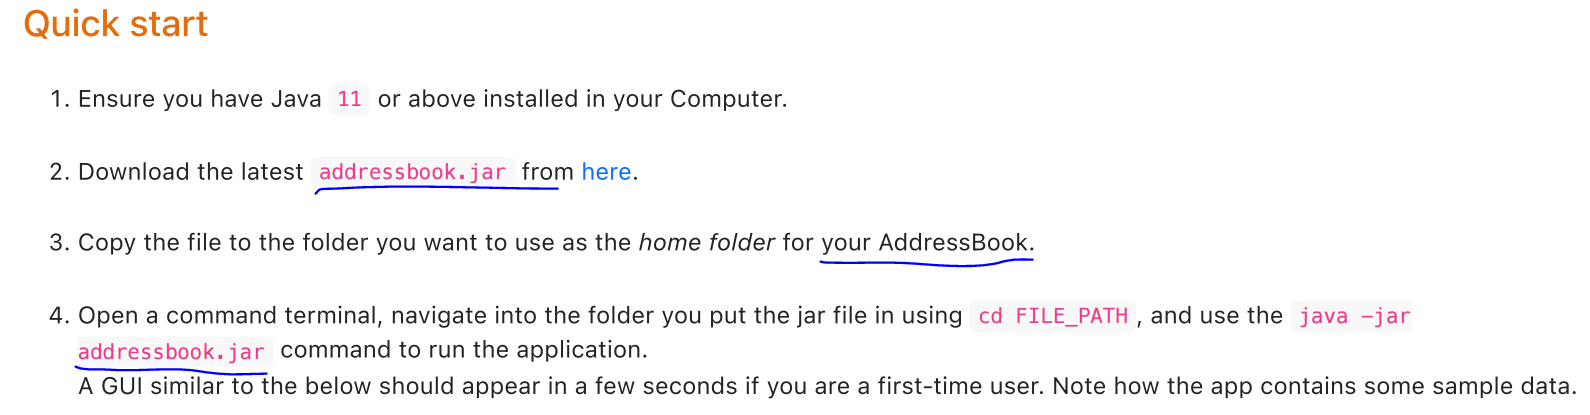 Quick start
1. Ensure you have Java 11 or above installed in your Computer.
2. Download the latest addressbook.jar from here.
3. Copy the file to the folder you want to use as the home folder for your AddressBook.
4. Open a command terminal, navigate into the folder you put the jar file in using cd FILE_PATH, and use the java -jar
addressbook.jar command to run the application.
A GUI similar to the below should appear in a few seconds if you are a first-time user. Note how the app contains some sample data.